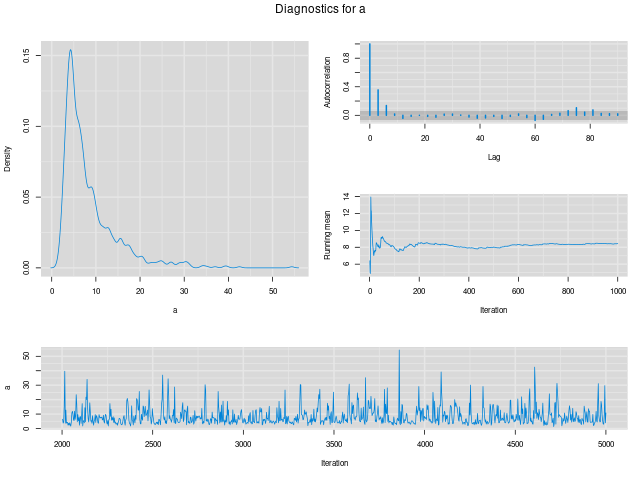 Diagnostics for a
Density
0.00 0.05 0.10 0.15
0 10 20 30 40 50
a
Autocorrelation
0.0 0.4 0.8
0 20 40 60 80
Lag
Running mean
6 8 10 12 14
0 200 400 600 800 1000
Iteration
a
0 10 30 50
2000 2500 3000 3500 4000 4500 5000
Iteration